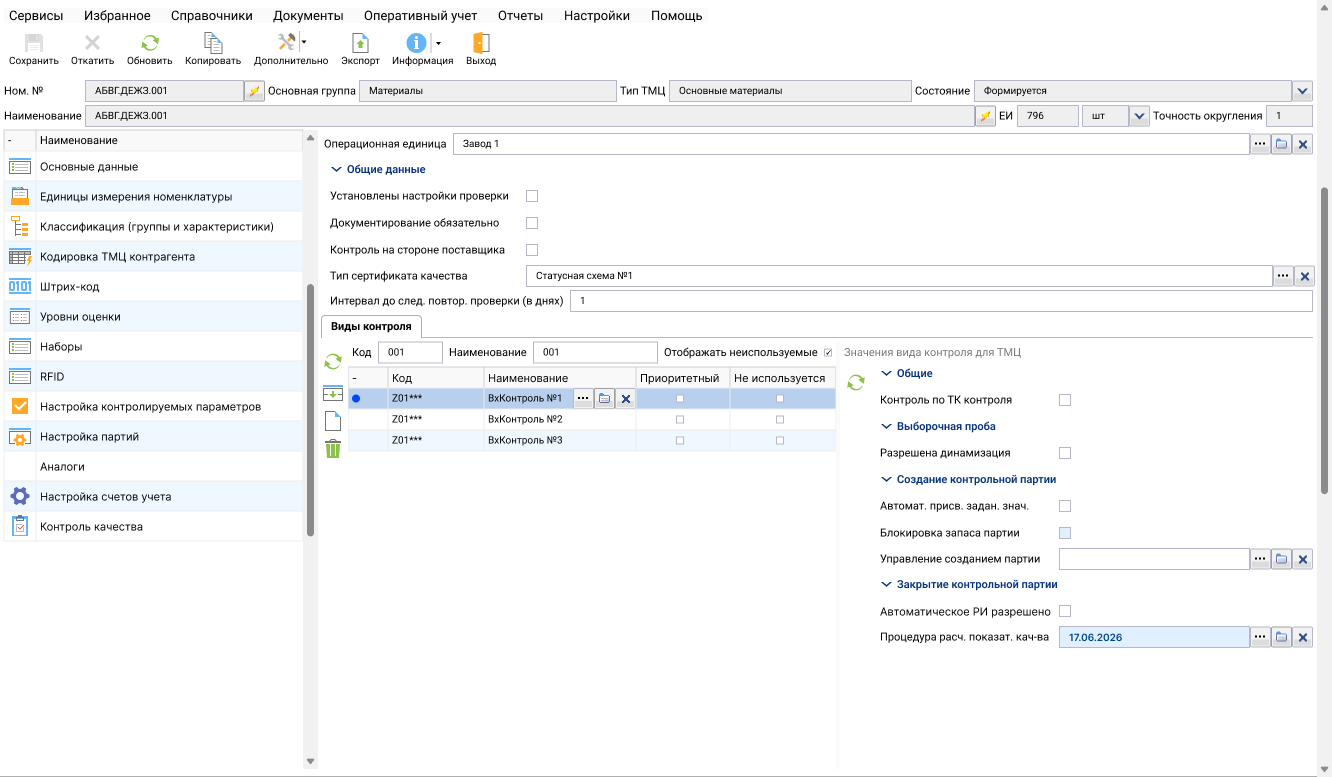 Сервисы Избранное Справочники Документы Оперативный учет Отчеты Настройки Помощь
Сохранить Откатить Обновить Копировать Дополнительно Экспорт Информация Выход
Ном. № АБВГ.ДЕЖЗ.001 Основная группа Материалы Тип ТМЦ Основные материалы Состояние Формируется
Наименование АБВГ.ДЕЖЗ.001 ЕИ 796 шт Точность округления 1
- Наименование
Основные данные
Единицы измерения номенклатуры
Классификация (группы и характеристики)
Кодировка ТМЦ контрагента
0101 Штрих-код
Уровни оценки
Наборы
RFID
Настройка контролируемых параметров
Настройка партий
Аналоги
Настройка счетов учета
Контроль качества
Операционная единица Завод 1 ...
Общие данные
Установлены настройки проверки
Документирование обязательно
Контроль на стороне поставщика
Тип сертификата качества Статусная схема №1 ...
Интервал до след. повтор. проверки (в днях) 1
Виды контроля
Код 001 Наименование 001 Отображать неиспользуемые
- Код Наименование Приоритетный Не используется
Z01*** ВхКонтроль №1 ...
Z01*** ВхКонтроль №2
Z01*** ВхКонтроль №3
Значения вида контроля для ТМЦ
Общие
Контроль по ТК контроля
Выборочная проба
Разрешена динамизация
Создание контрольной партии
Автомат. присв. задан. знач.
Блокировка запаса партии
Управление созданием партии ...
Закрытие контрольной партии
Автоматическое РИ разрешено
Процедура расч. показат. кач-ва 17.06.2026 ...